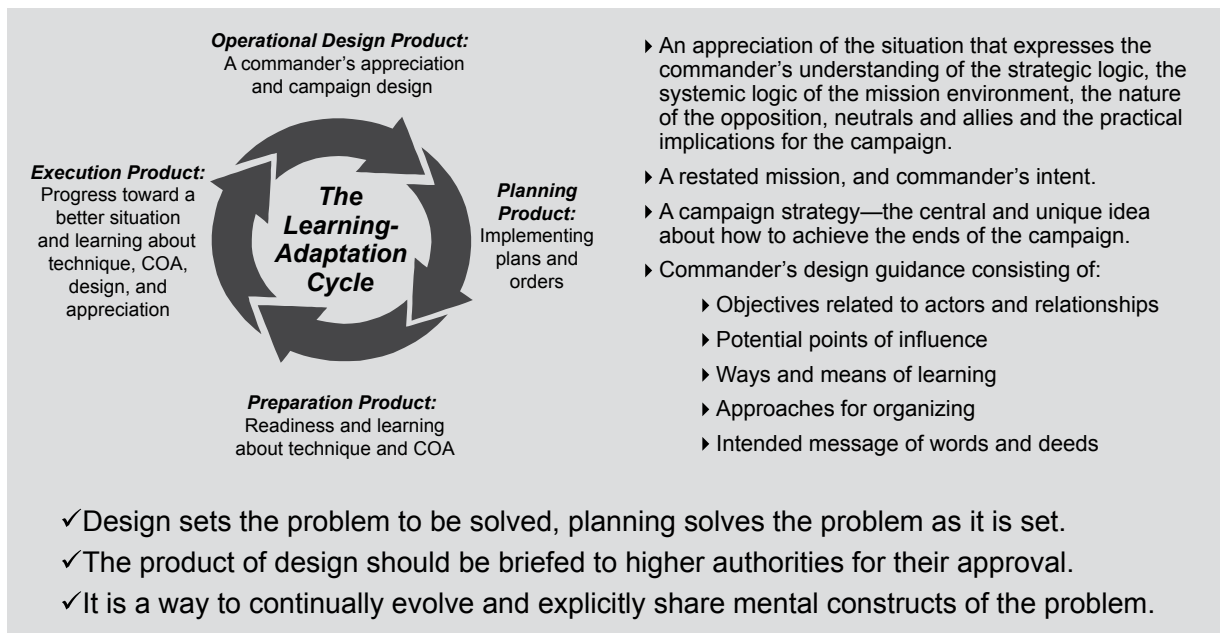 Operational Design Product:
A commander’s appreciation
and campaign design
Execution Product:
Progress toward a
better situation
and learning about
technique, COA,
design, and
appreciation
The
Learning-
Adaptation
Cycle
Planning
Product:
Implementing
plans and
orders
Preparation Product:
Readiness and learning
about technique and COA
An appreciation of the situation that expresses the
commander’s understanding of the strategic logic, the
systemic logic of the mission environment, the nature
of the opposition, neutrals and allies and the practical
implications for the campaign.
A restated mission, and commander’s intent.
A campaign strategy—the central and unique idea
about how to achieve the ends of the campaign.
Commander’s design guidance consisting of:
Objectives related to actors and relationships
Potential points of influence
Ways and means of learning
Approaches for organizing
Intended message of words and deeds
✓Design sets the problem to be solved, planning solves the problem as it is set.
✓The product of design should be briefed to higher authorities for their approval.
✓It is a way to continually evolve and explicitly share mental constructs of the problem.